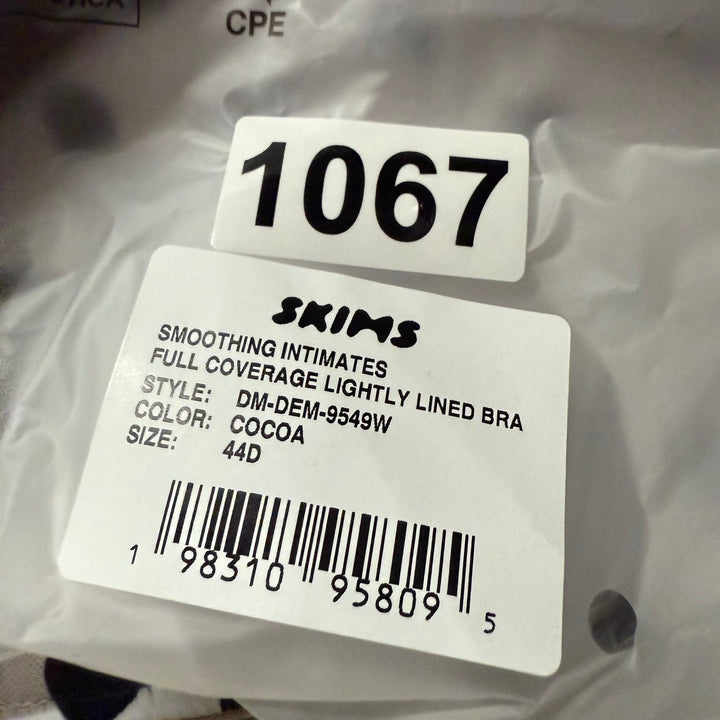 CPE
1067
SKIMS
SMOOTHING INTIMATES
FULL COVERAGE LIGHTLY LINED BRA
STYLE: DM-DEM-9549W
COLOR: COCOA
SIZE: 44D
1 98310 95809 5